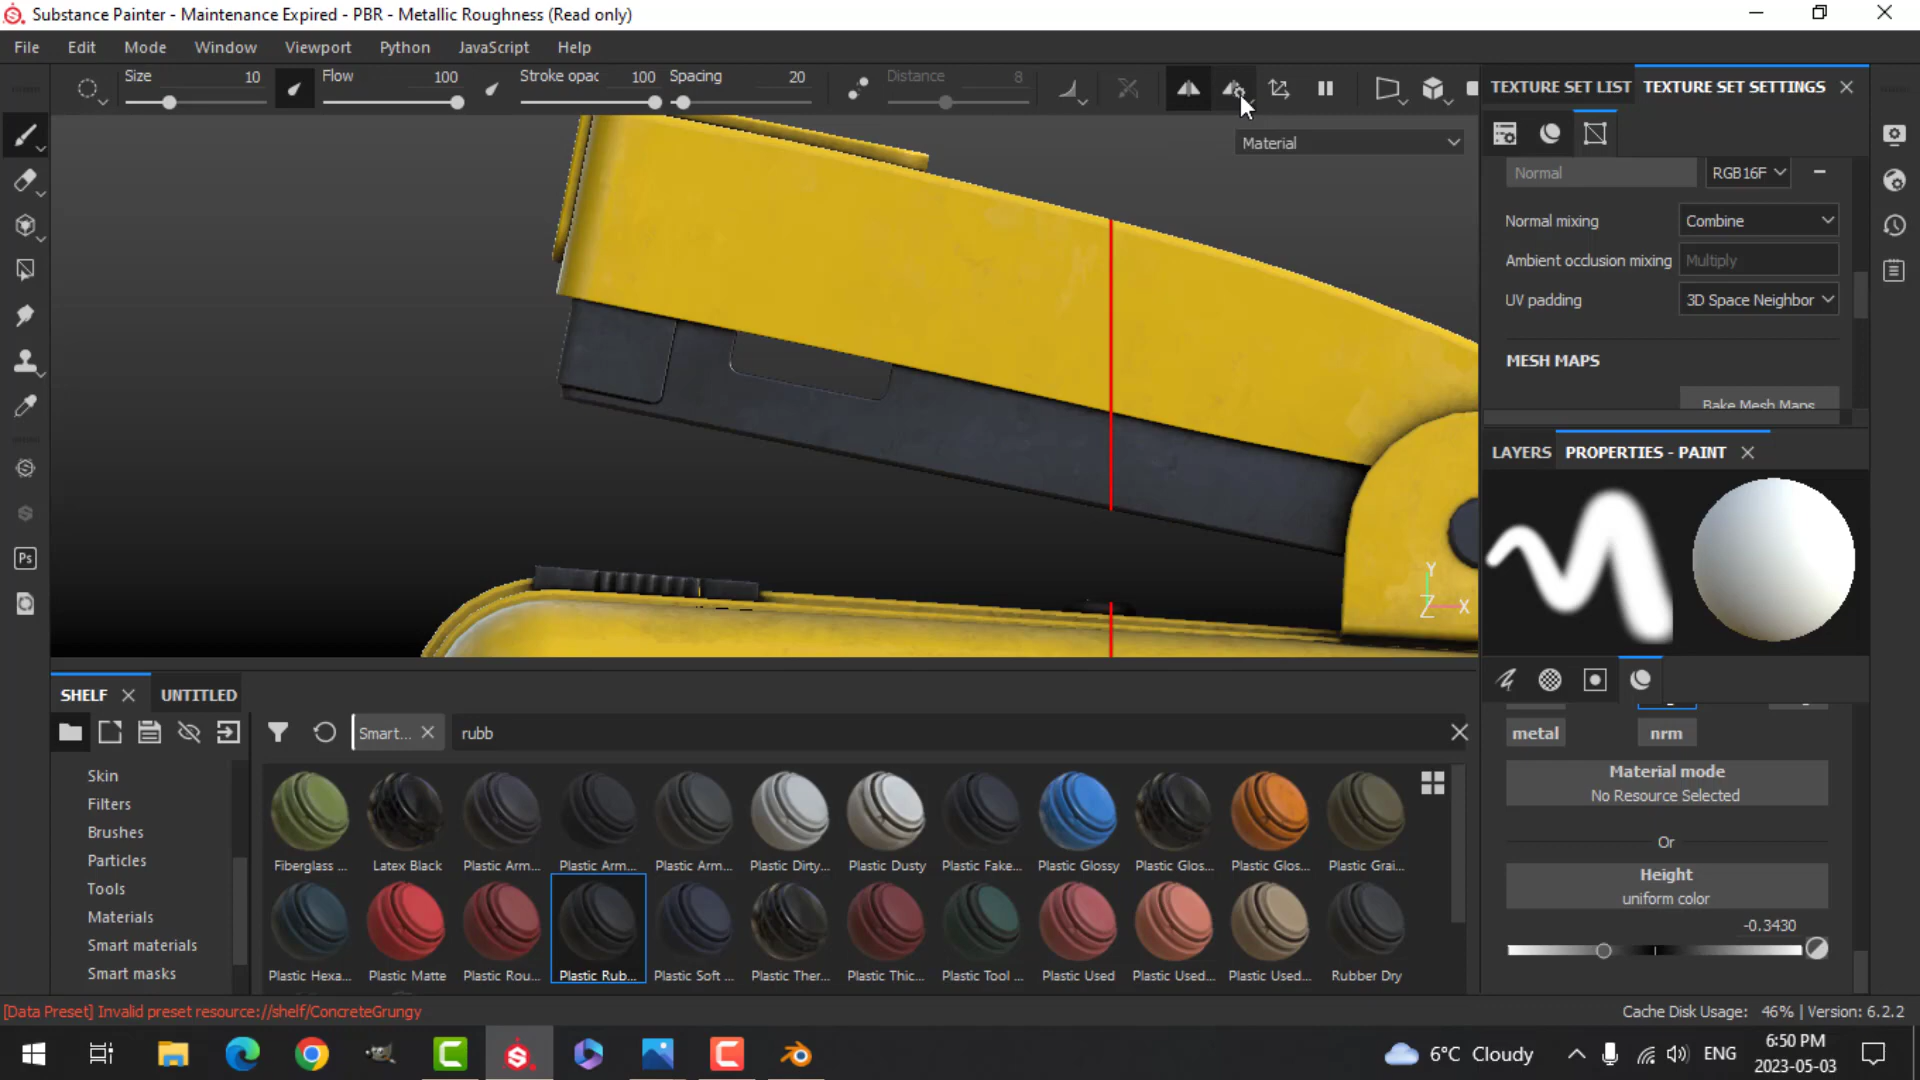 Substance Painter - Maintenance Expired - PBR - Metallic Roughness (Read only)
File Edit Mode Window Viewport Python JavaScript Help
Size 10 Flow 100 Stroke opac 100 Spacing 20 Distance 8
TEXTURE SET LIST TEXTURE SET SETTINGS
Material
Normal RGB16F
Normal mixing Combine
Ambient occlusion mixing Multiply
UV padding 3D Space Neighbor
MESH MAPS
Bake Mesh Maps
LAYERS PROPERTIES - PAINT
Y
Z X
Ps
SHELF UNTITLED
Smart... rubb
Skin
Filters
Brushes
Particles
Tools
Materials
Smart materials
Smart masks
Fiberglass ... Latex Black Plastic Arm... Plastic Arm... Plastic Arm... Plastic Dirty... Plastic Dusty Plastic Fake... Plastic Glossy Plastic Glos... Plastic Glos... Plastic Grai...
Plastic Hexa... Plastic Matte Plastic Rou... Plastic Rub... Plastic Soft ... Plastic Ther... Plastic Thic... Plastic Tool ... Plastic Used Plastic Used... Plastic Used... Rubber Dry
metal nrm
Material mode
No Resource Selected
Or
Height
uniform color
-0.3430
[Data Preset] Invalid preset resource://shelf/ConcreteGrungy
Cache Disk Usage: 46% | Version: 6.2.2
6°C Cloudy ENG
6:50 PM
2023-05-03